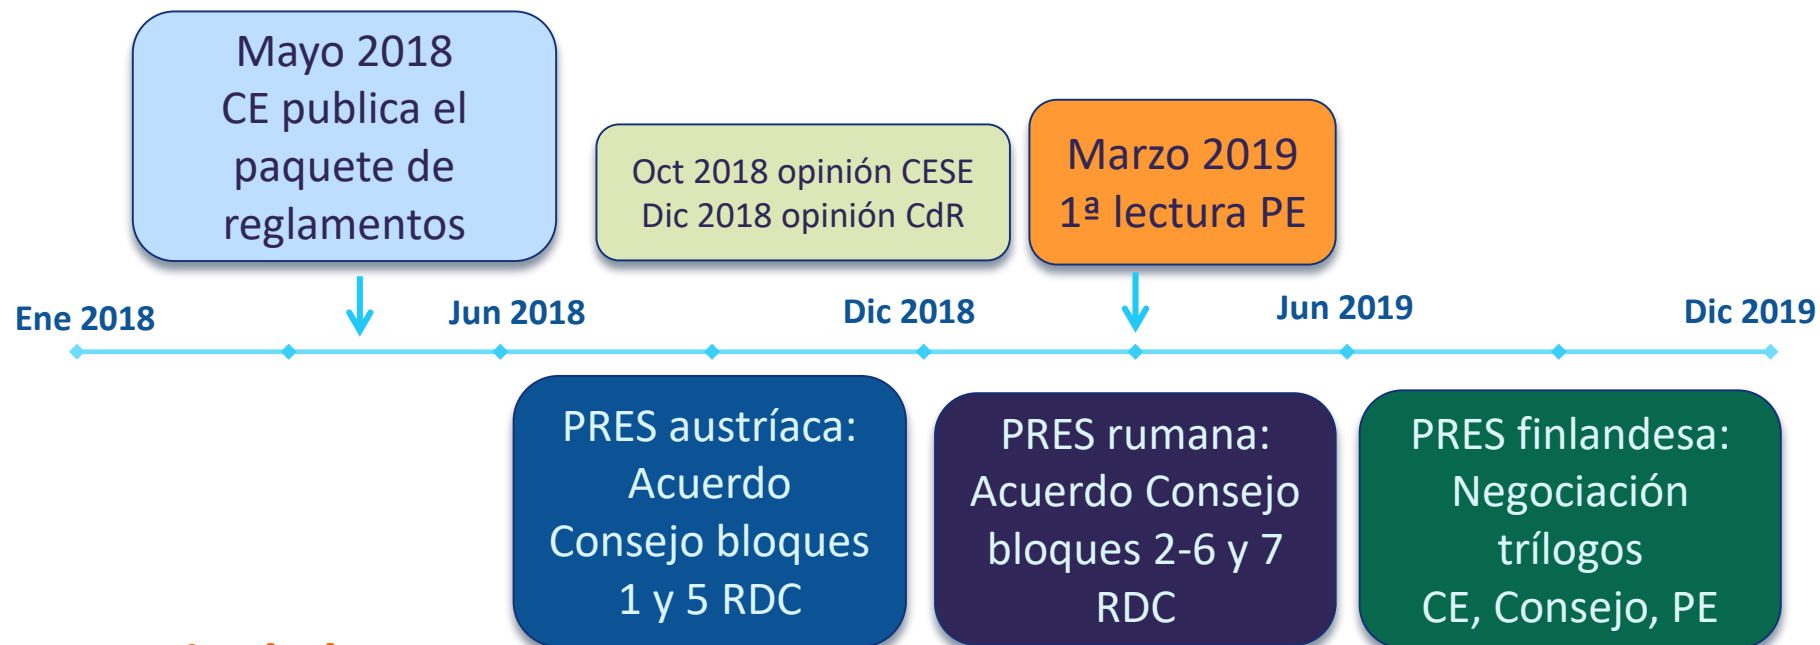 Mayo 2018
CE publica el
paquete de
reglamentos
Oct 2018 opinión CESE
Dic 2018 opinión CdR
Marzo 2019
1ª lectura PE
Ene 2018
Jun 2018
Dic 2018
Jun 2019
Dic 2019
PRES austríaca:
Acuerdo
Consejo bloques
1 y 5 RDC
PRES rumana:
Acuerdo Consejo
bloques 2-6 y 7
RDC
PRES finlandesa:
Negociación
trílogos
CE, Consejo, PE